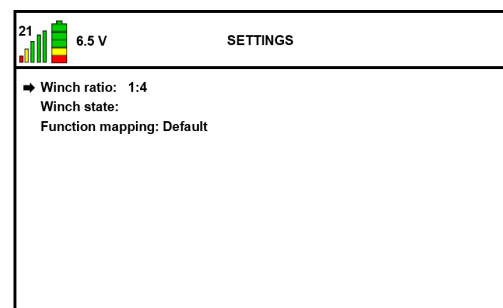 21 6.5 V SETTINGS
Winch ratio: 1:4
Winch state:
Function mapping: Default